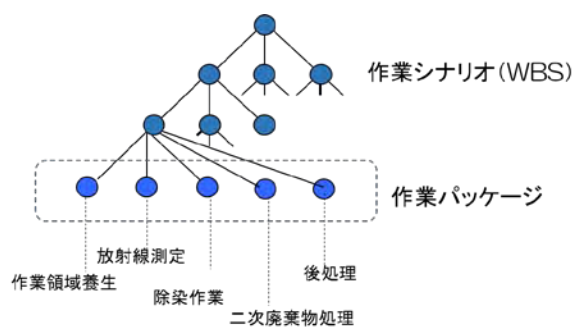 作業シナリオ(WBS)
作業パッケージ
放射線測定
作業領域養生
後処理
除染作業
二次廃棄物処理